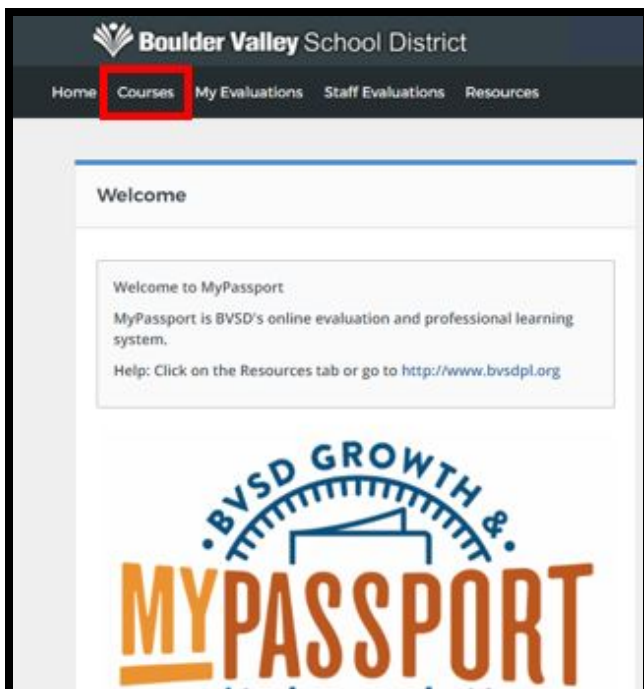 Boulder Valley School District
Home Courses My Evaluations Staff Evaluations Resources
Welcome
Welcome to MyPassport
MyPassport is BVSD's online evaluation and professional learning
system.
Help: Click on the Resources tab or go to http://www.bvsdpl.org
• BVSD GROWTH & •
MYPASSPORT